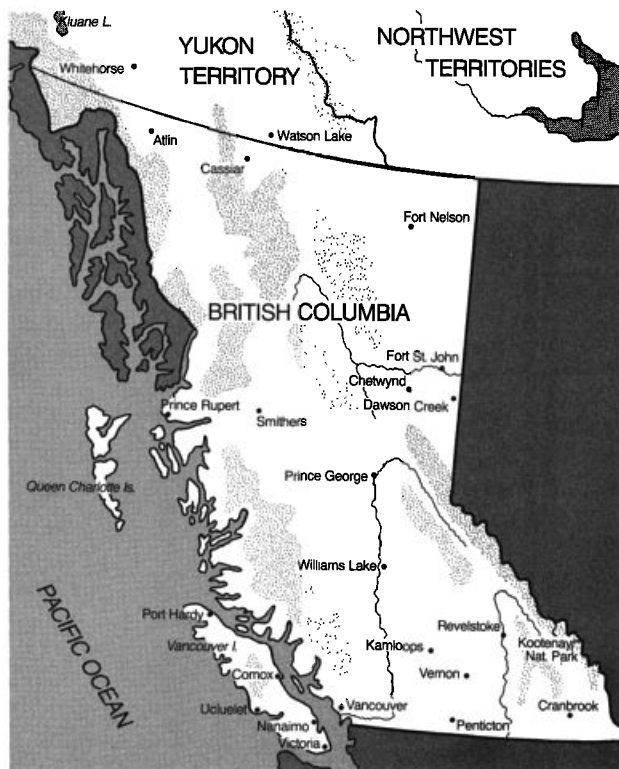 Kluane L.
YUKON
TERRITORY
NORTHWEST
TERRITORIES
Whitehorse
Atlin
Watson Lake
Cassiar
Fort Nelson
BRITISH COLUMBIA
Fort St. John
Chetwynd
Dawson Creek
Prince Rupert
Smithers
Queen Charlotte Is.
Prince George
Williams Lake
PACIFIC OCEAN
Port Hardy
Vancouver I.
Revelstoke
Kamloops
Kootenay
Nat. Park
Vernon
Comox
Ucluelet
Vancouver
Cranbrook
Nanaimo
Penticton
Victoria